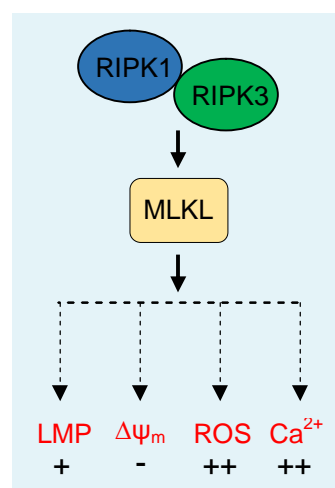 RIPK1
RIPK3
MLKL
LMP Δψm ROS Ca²⁺
+ - ++ ++